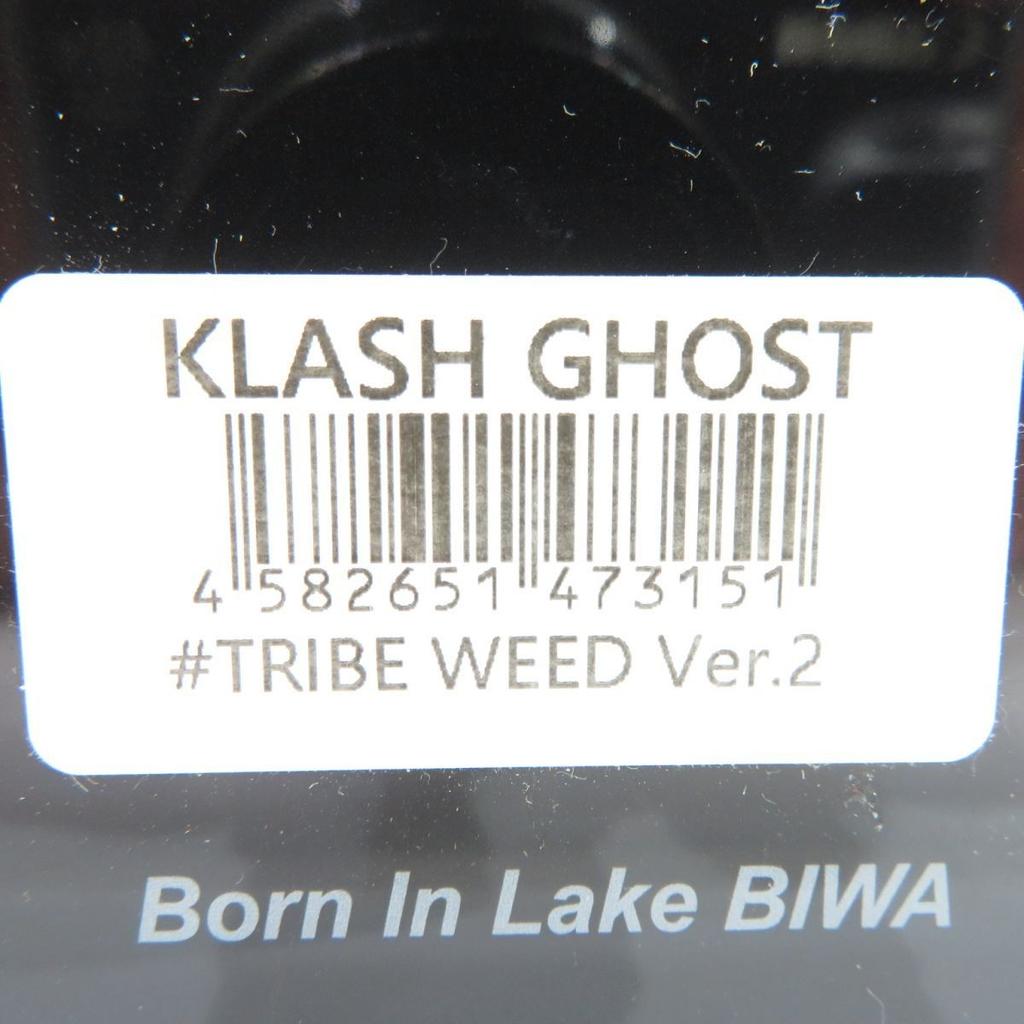 KLASH GHOST
4 582651 473151
#TRIBE WEED Ver.2
Born In Lake BIWA